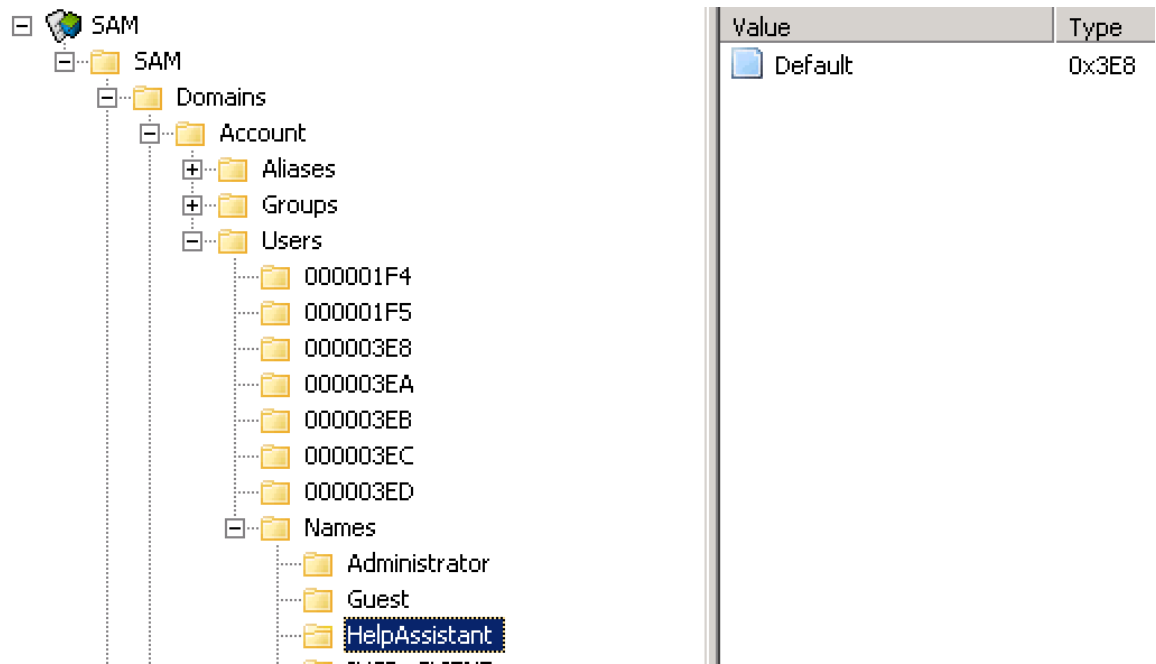 SAM
SAM
Domains
Account
Aliases
Groups
Users
000001F4
000001F5
000003E8
000003EA
000003EB
000003EC
000003ED
Names
Administrator
Guest
HelpAssistant
Value Type
Default 0x3E8